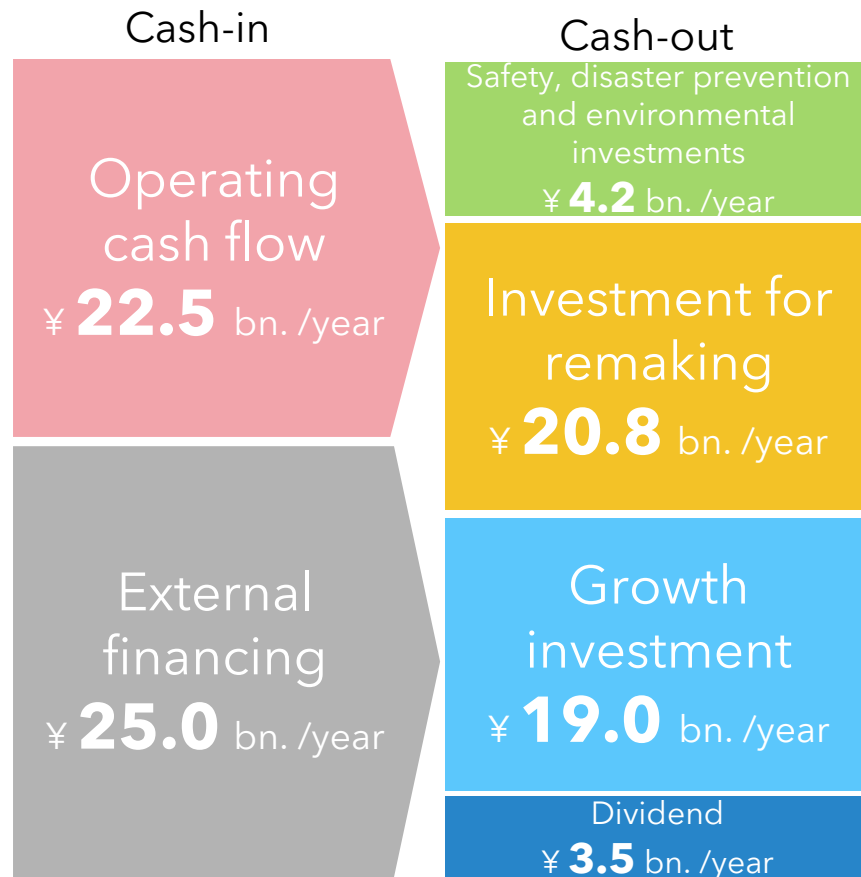 Cash-in
Operating
cash flow
¥ 22.5 bn. /year
External
financing
¥ 25.0 bn. /year
Cash-out
Safety, disaster prevention
and environmental
investments
¥ 4.2 bn. /year
Investment for
remaking
¥ 20.8 bn. /year
Growth
investment
¥ 19.0 bn. /year
Dividend
¥ 3.5 bn. /year